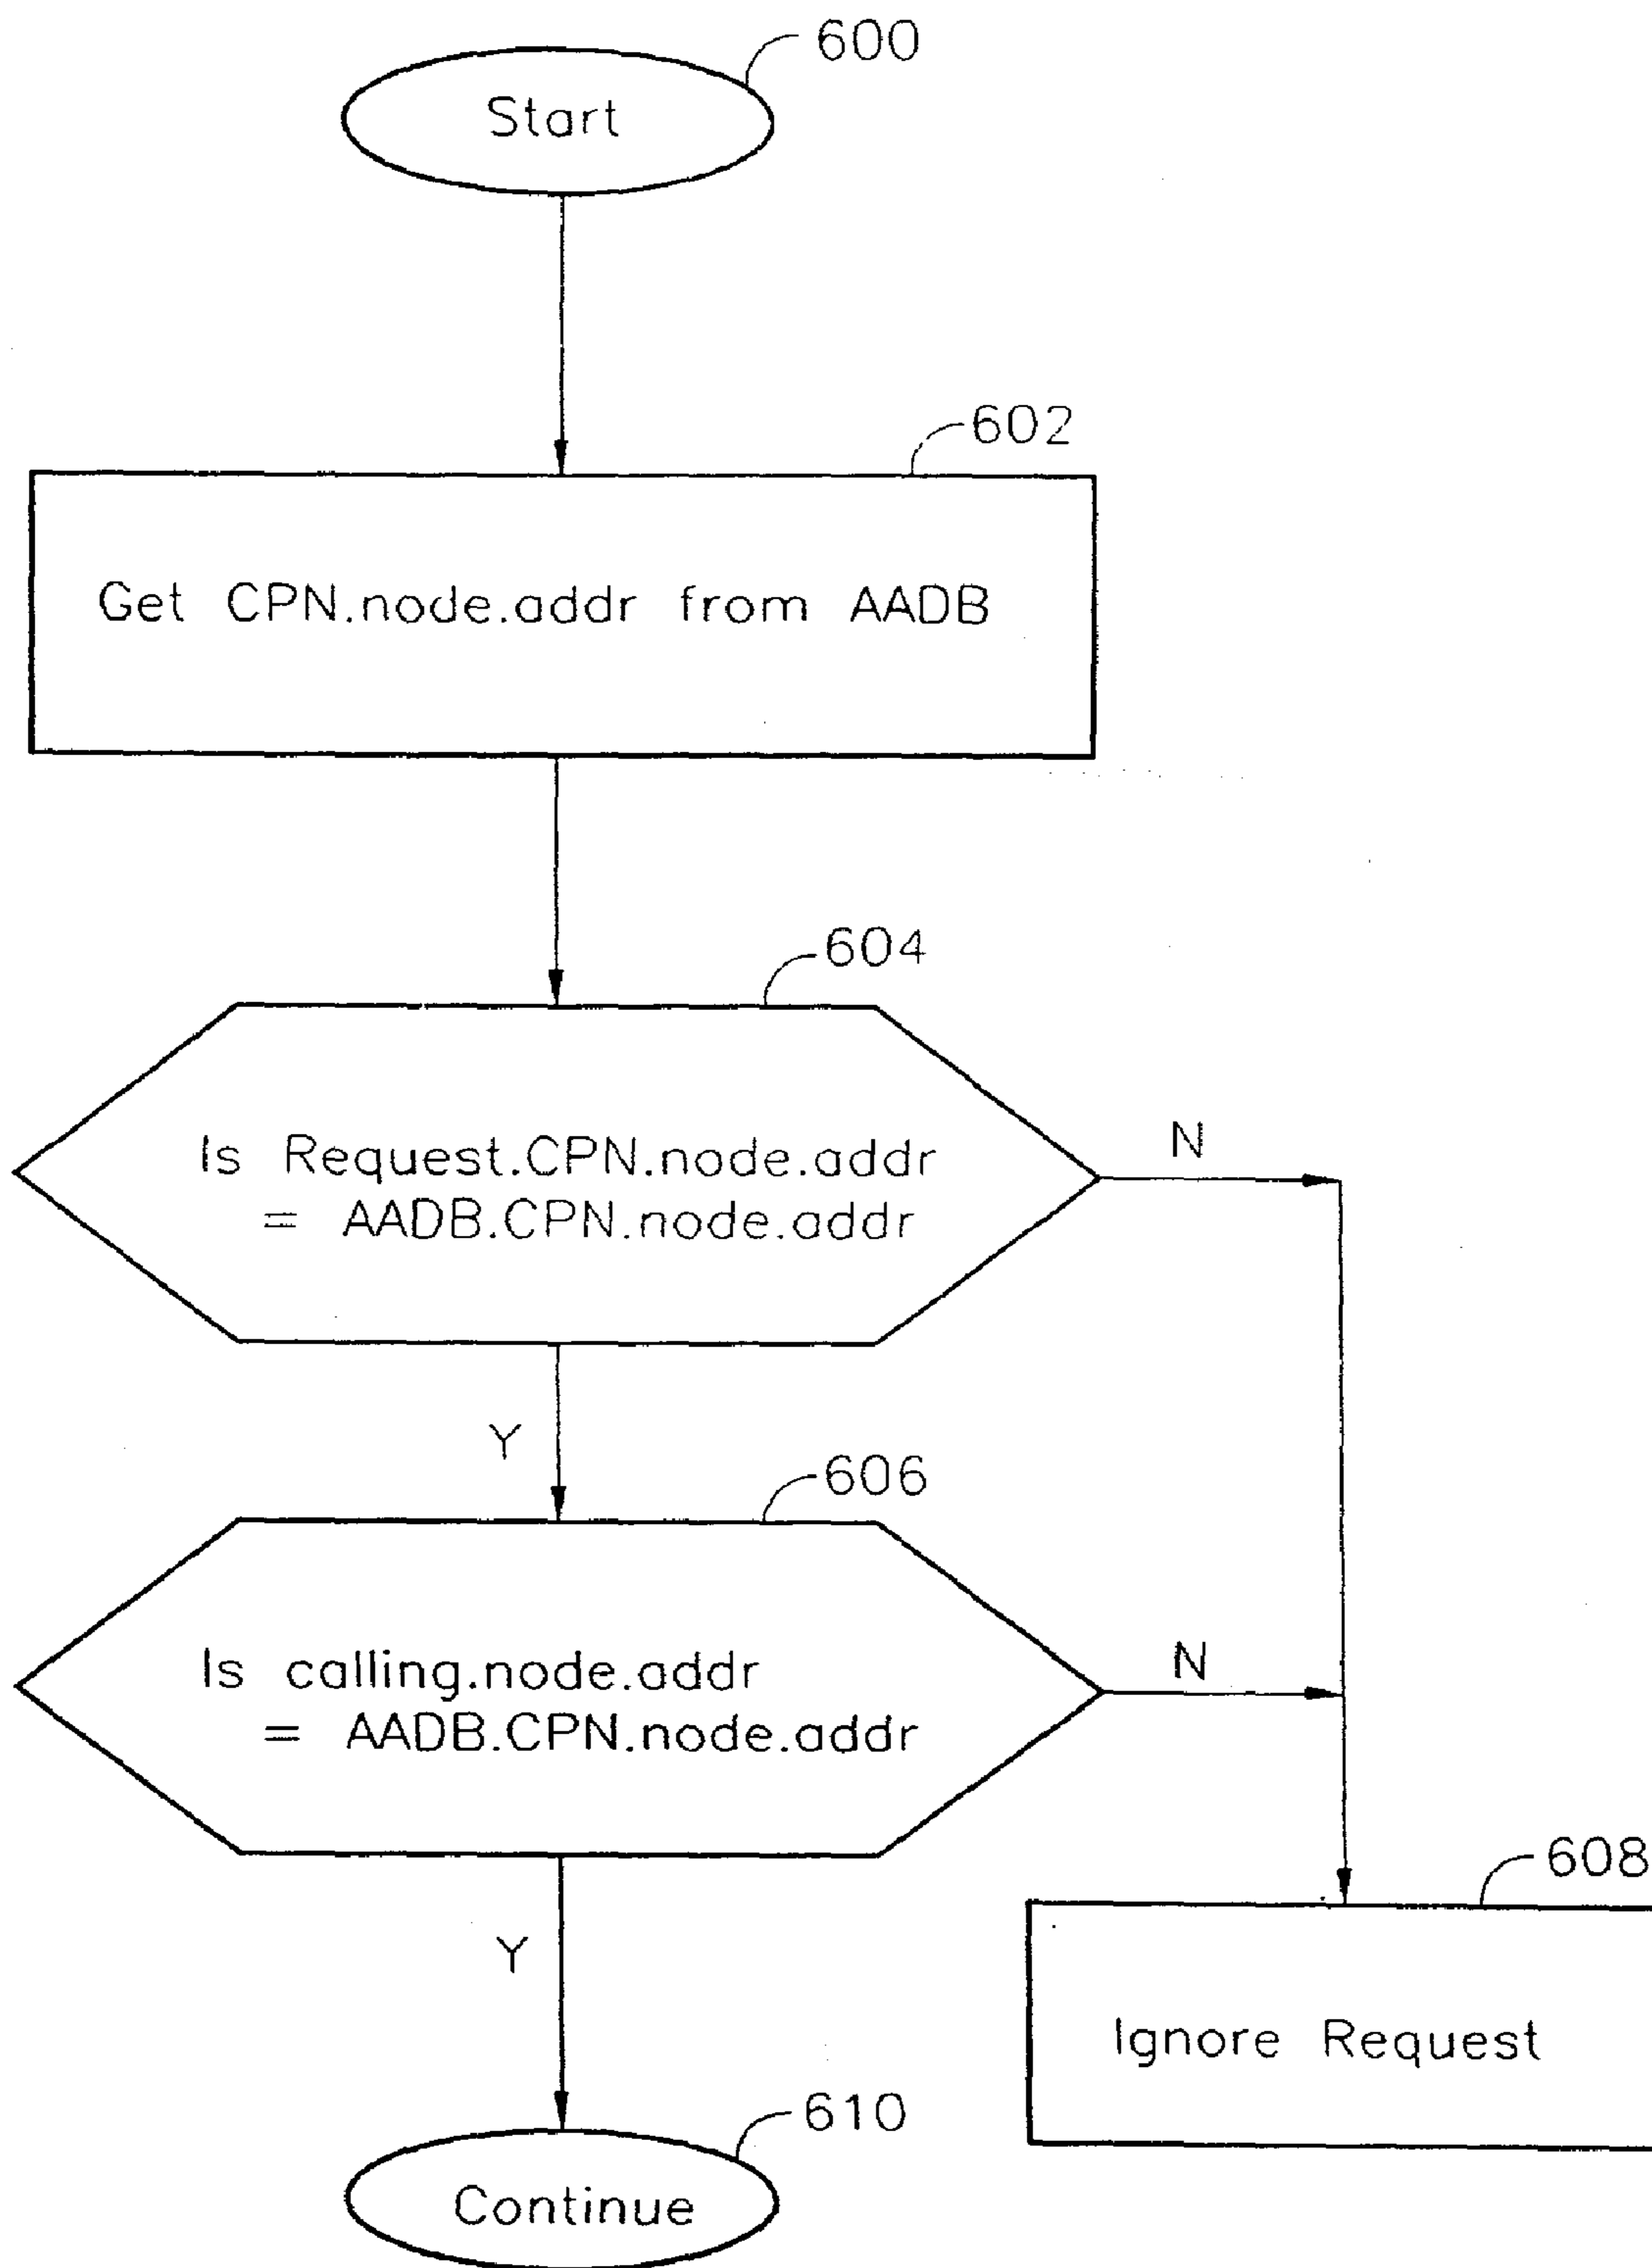 600
Start
602
Get CPN.node.addr from AADB
604
Is Request.CPN.node.addr
= AADB.CPN.node.addr
N
Y
606
Is calling.node.addr
= AADB.CPN.node.addr
N
Y
608
Ignore Request
610
Continue